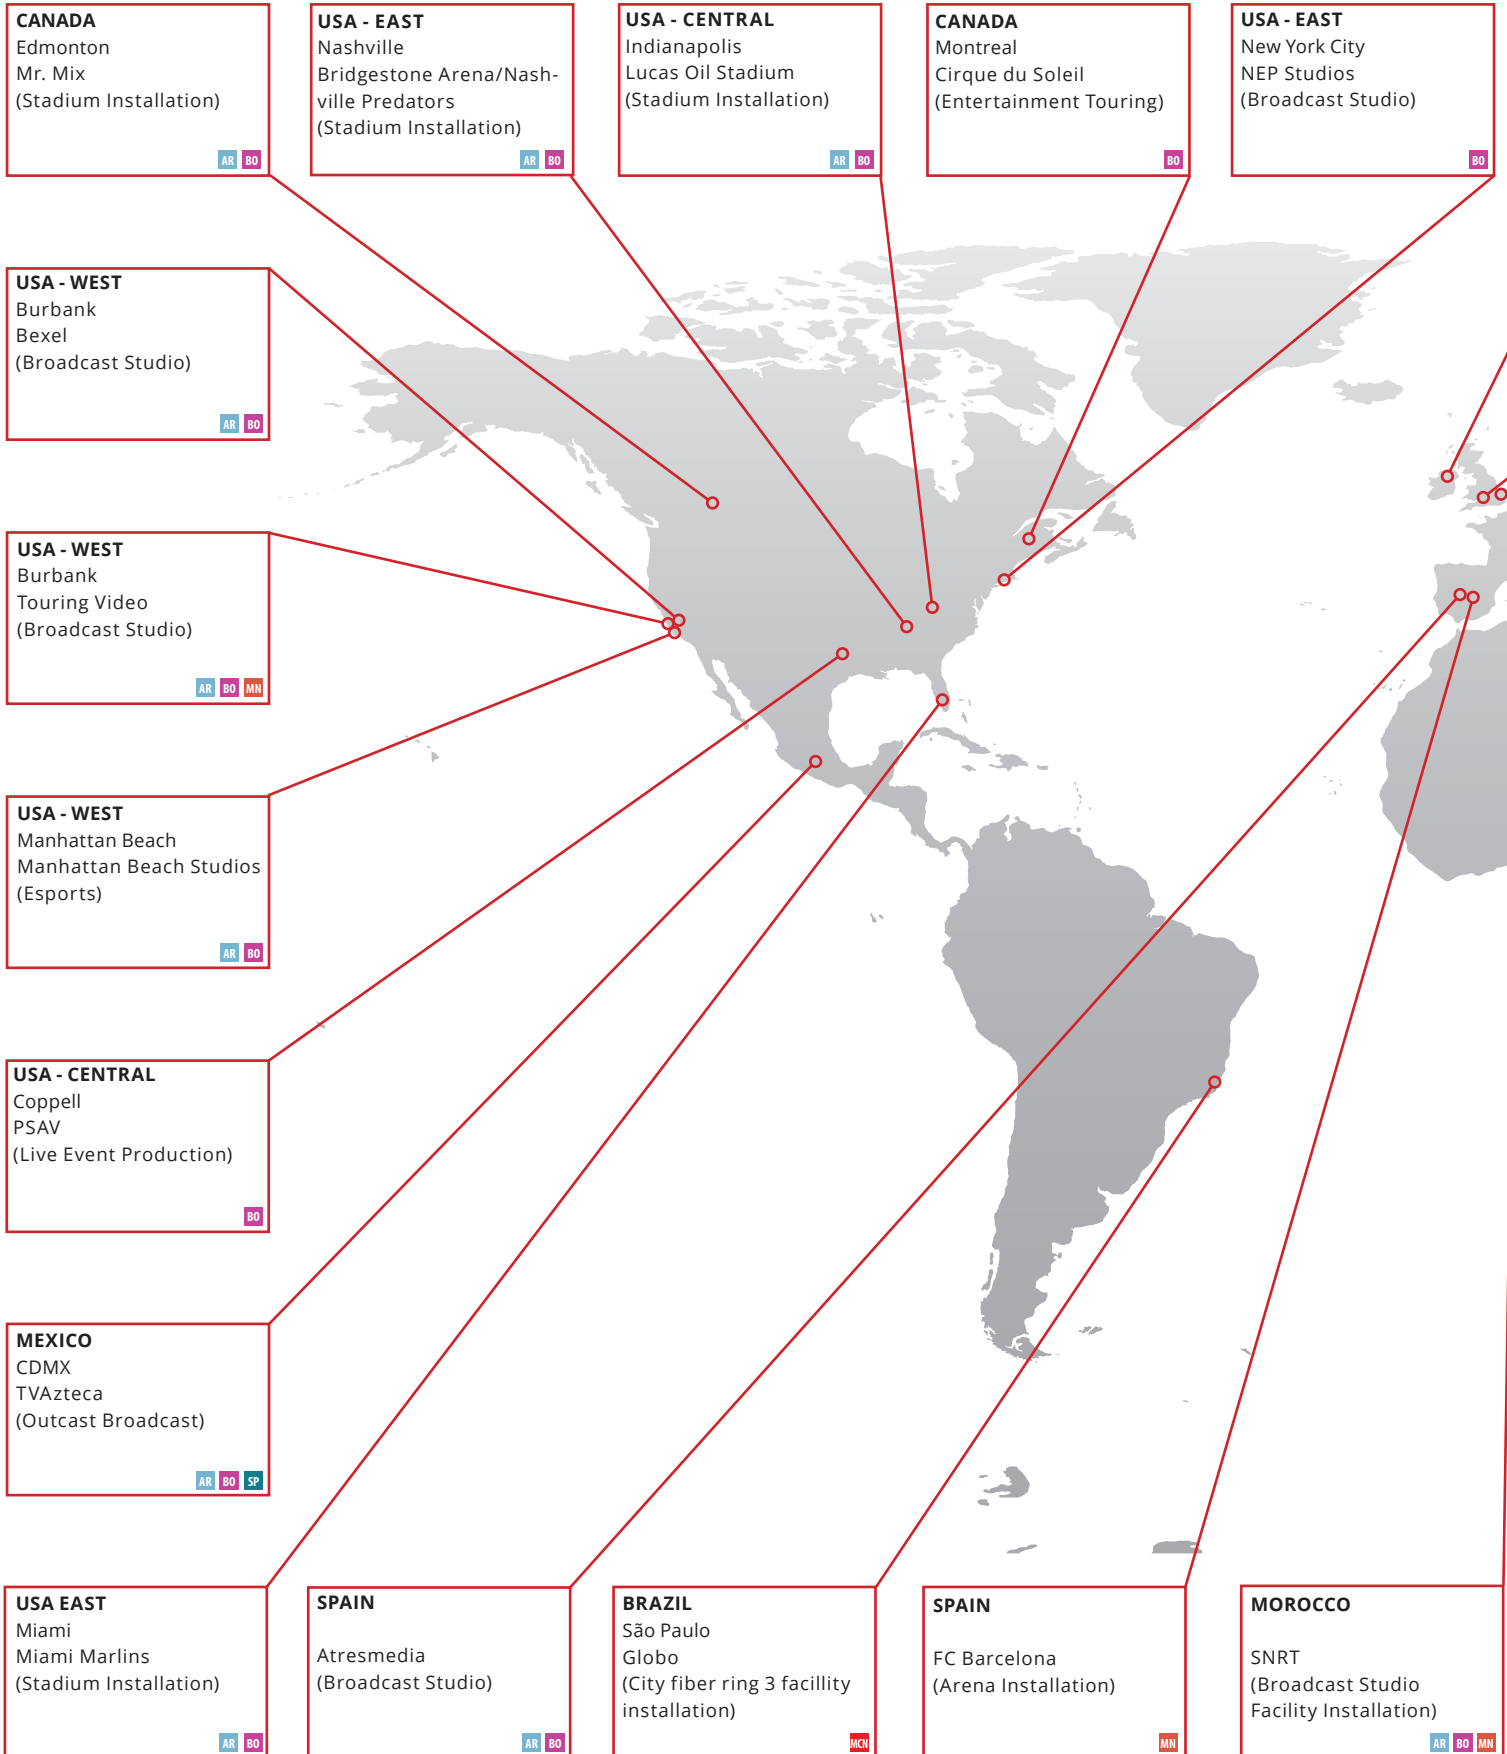 CANADA
Edmonton
Mr. Mix
(Stadium Installation)
AR BO
USA - EAST
Nashville
Bridgestone Arena/Nash-
ville Predators
(Stadium Installation)
AR BO
USA - CENTRAL
Indianapolis
Lucas Oil Stadium
(Stadium Installation)
AR BO
CANADA
Montreal
Cirque du Soleil
(Entertainment Touring)
BO
USA - EAST
New York City
NEP Studios
(Broadcast Studio)
BO
USA - WEST
Burbank
Bexel
(Broadcast Studio)
AR BO
USA - WEST
Burbank
Touring Video
(Broadcast Studio)
AR BO MN
USA - WEST
Manhattan Beach
Manhattan Beach Studios
(Esports)
AR BO
USA - CENTRAL
Coppell
PSAV
(Live Event Production)
BO
MEXICO
CDMX
TVAzteca
(Outcast Broadcast)
AR BO SP
USA EAST
Miami
Miami Marlins
(Stadium Installation)
AR BO
SPAIN
Atresmedia
(Broadcast Studio)
AR BO
BRAZIL
São Paulo
Globo
(City fiber ring 3 facillity
installation)
MCN
SPAIN
FC Barcelona
(Arena Installation)
MN
MOROCCO
SNRT
(Broadcast Studio
Facility Installation)
AR BO MN